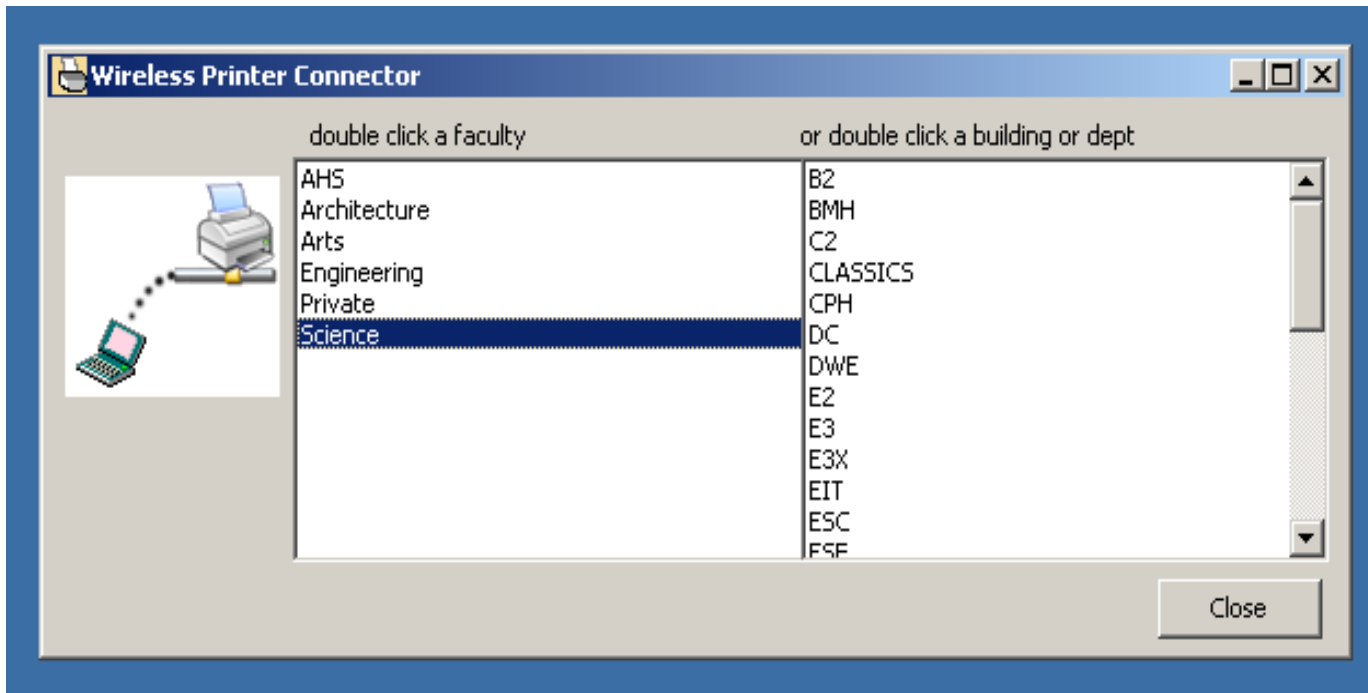 Wireless Printer Connector
double click a faculty
or double click a building or dept
AHS
Architecture
Arts
Engineering
Private
Science
B2
BMH
C2
CLASSICS
CPH
DC
DWE
E2
E3
E3X
EIT
ESC
Close